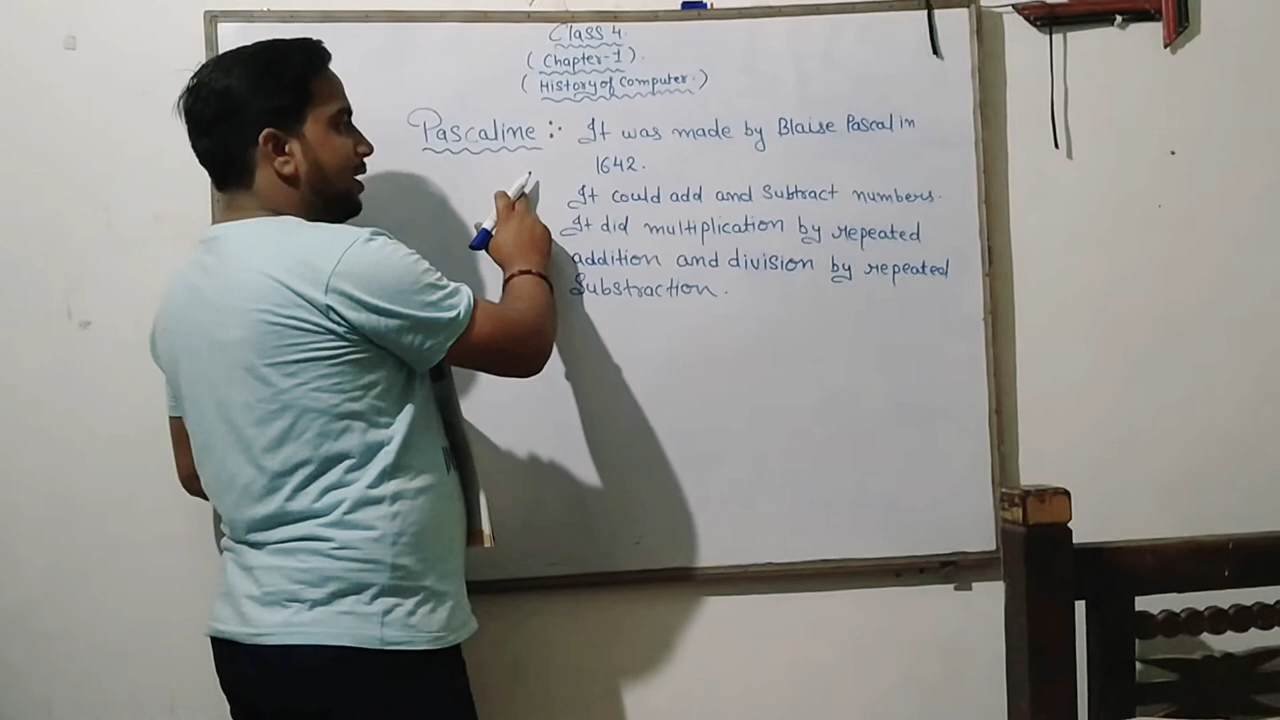 Class 4.
(Chapter-1).
(History of Computer.)
Pascaline :- It was made by Blaise Pascal in
1642.
It could add and Subtract numbers.
It did multiplication by repeated
addition and division by repeated
Substraction.